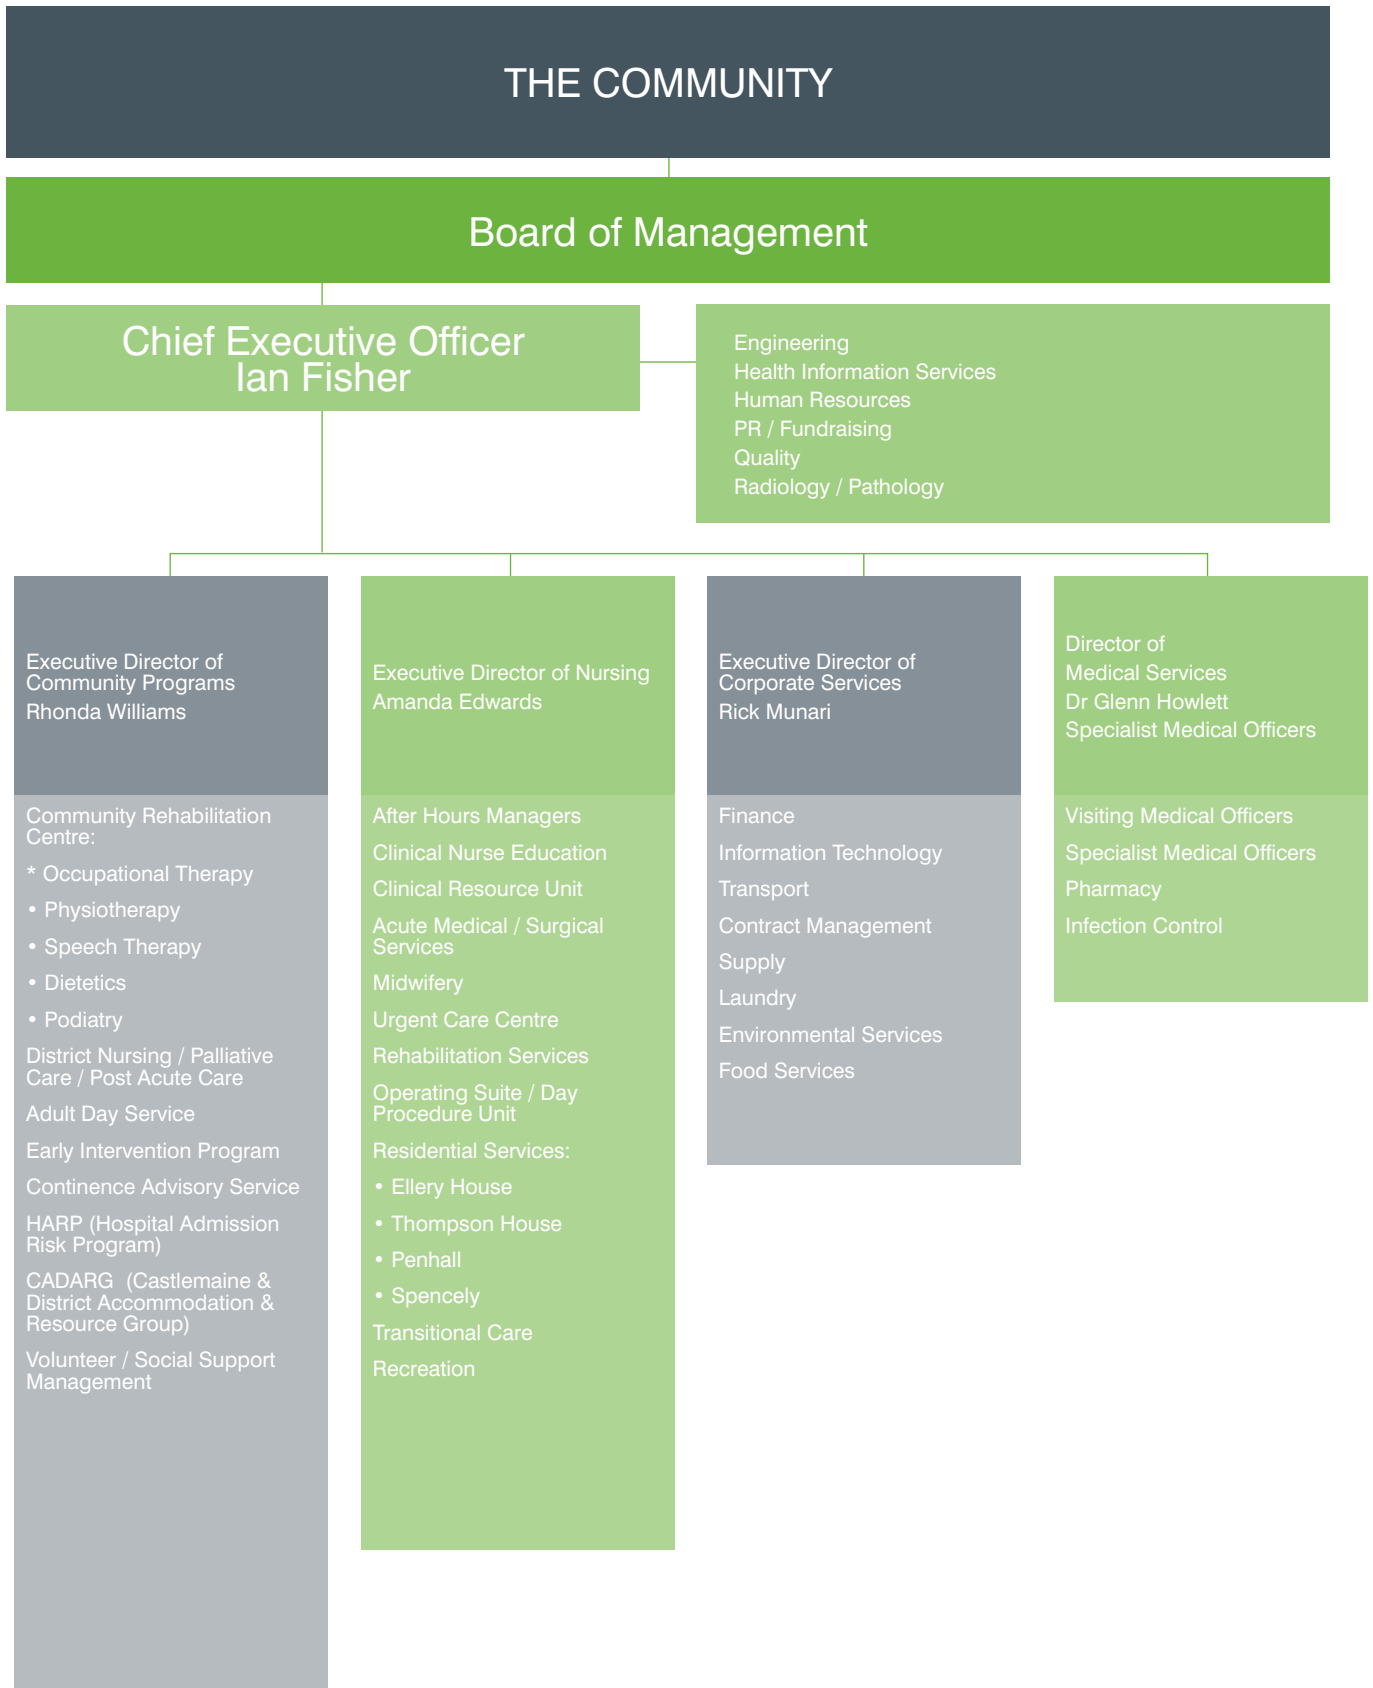 THE COMMUNITY
Board of Management
Chief Executive Officer
Ian Fisher
Engineering
Health Information Services
Human Resources
PR / Fundraising
Quality
Radiology / Pathology
Executive Director of
Community Programs
Rhonda Williams
Community Rehabilitation
Centre:
* Occupational Therapy
• Physiotherapy
• Speech Therapy
• Dietetics
• Podiatry
District Nursing / Palliative
Care / Post Acute Care
Adult Day Service
Early Intervention Program
Continence Advisory Service
HARP (Hospital Admission
Risk Program)
CADARG  (Castlemaine &
District Accommodation &
Resource Group)
Volunteer / Social Support
Management
Executive Director of Nursing
Amanda Edwards
After Hours Managers
Clinical Nurse Education
Clinical Resource Unit
Acute Medical / Surgical
Services
Midwifery
Urgent Care Centre
Rehabilitation Services
Operating Suite / Day
Procedure Unit
Residential Services:
• Ellery House
• Thompson House
• Penhall
• Spencely
Transitional Care
Recreation
Executive Director of
Corporate Services
Rick Munari
Finance
Information Technology
Transport
Contract Management
Supply
Laundry
Environmental Services
Food Services
Director of
Medical Services
Dr Glenn Howlett
Specialist Medical Officers
Visiting Medical Officers
Specialist Medical Officers
Pharmacy
Infection Control